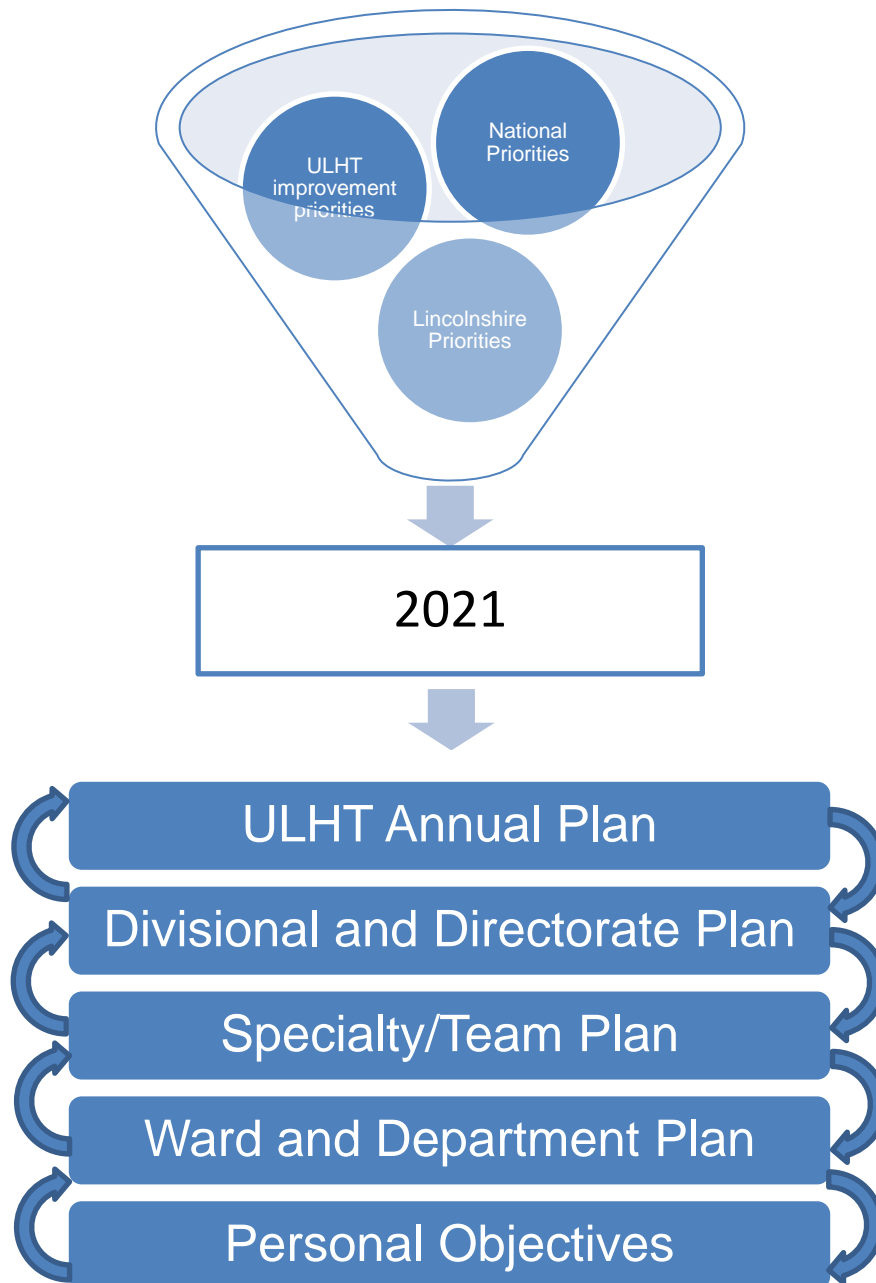 National
Priorities
ULHT
improvement
priorities
Lincolnshire
Priorities
2021
ULHT Annual Plan
Divisional and Directorate Plan
Specialty/Team Plan
Ward and Department Plan
Personal Objectives